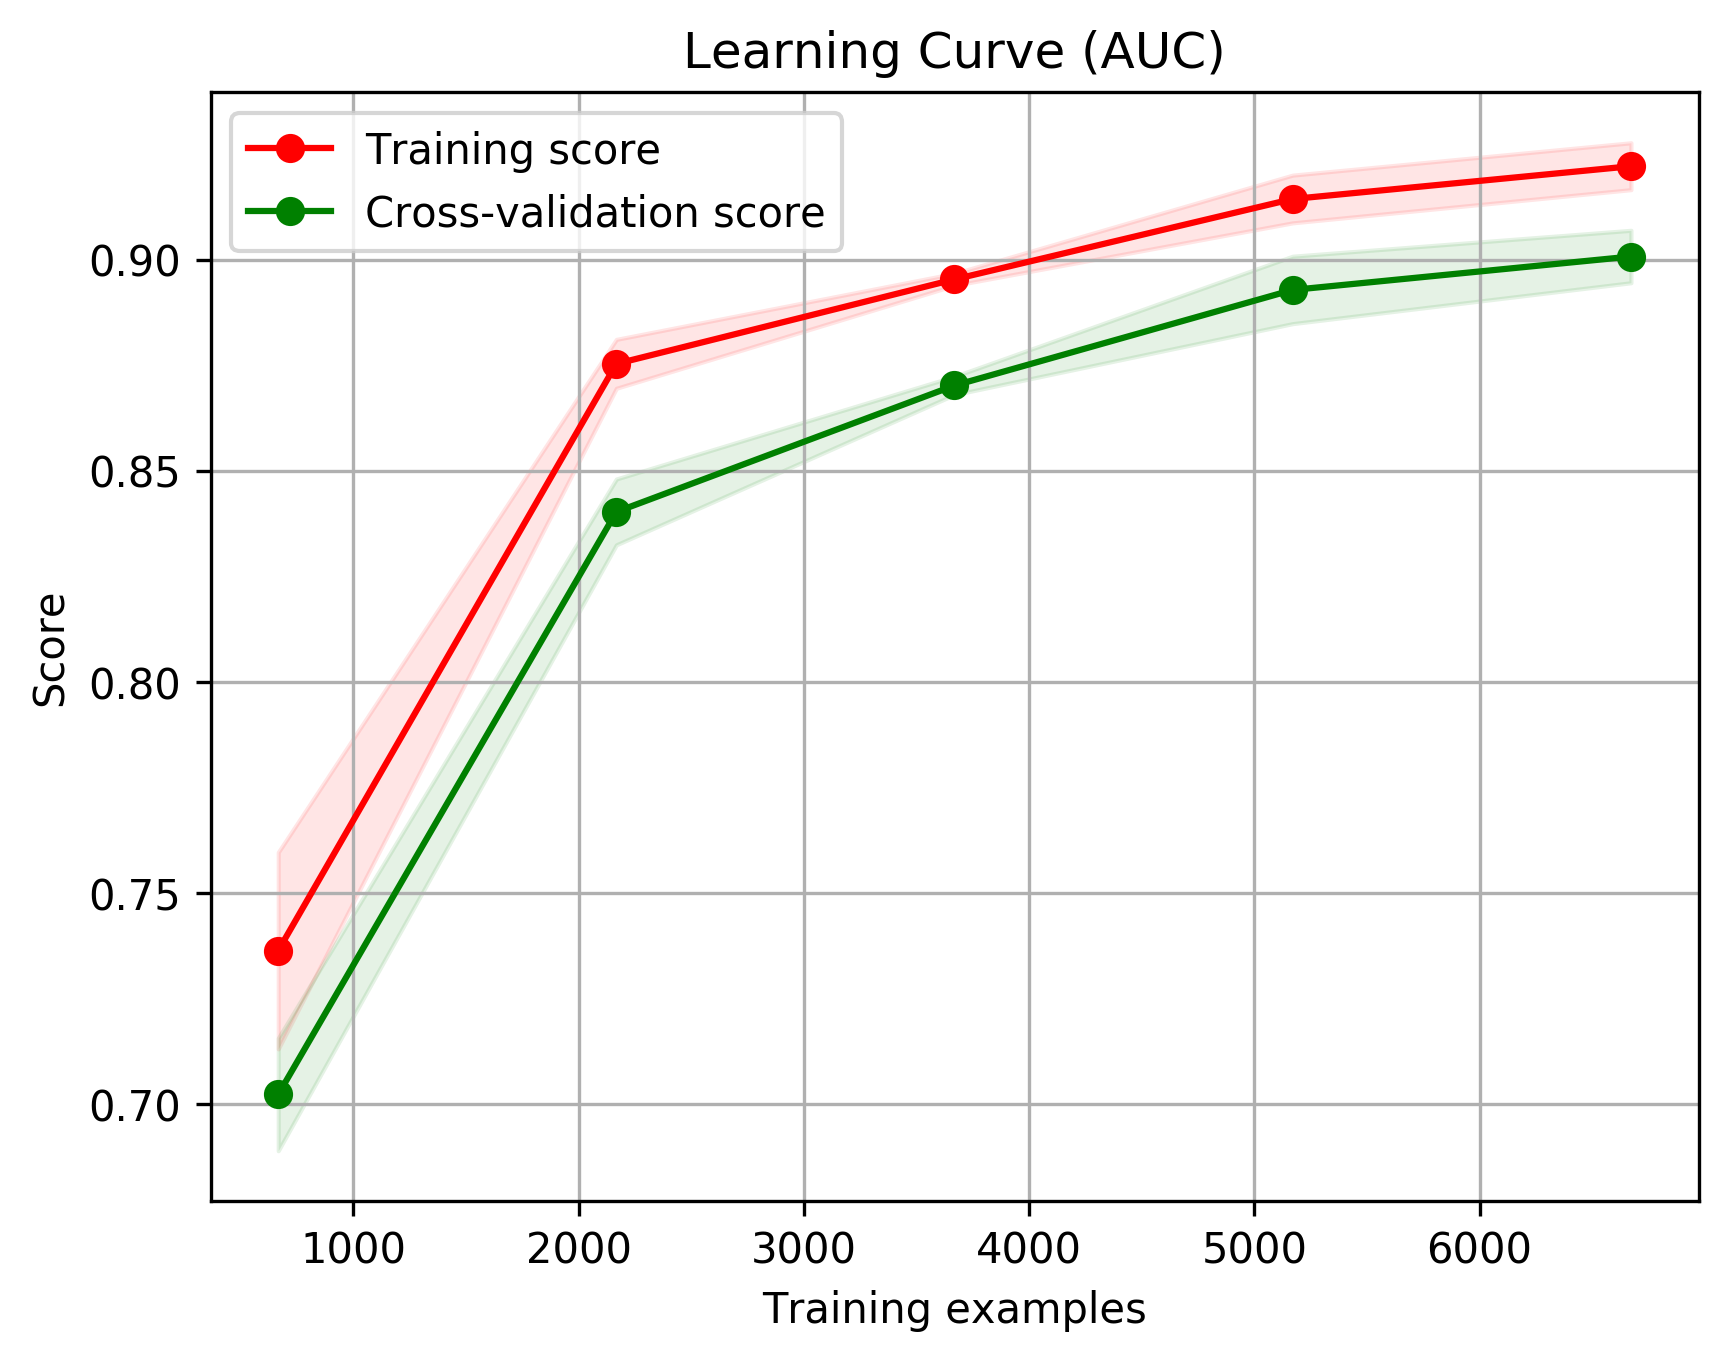 Learning Curve (AUC)
Training score
Cross-validation score
0.90
0.85
0.80
0.75
0.70
Score
1000 2000 3000 4000 5000 6000
Training examples